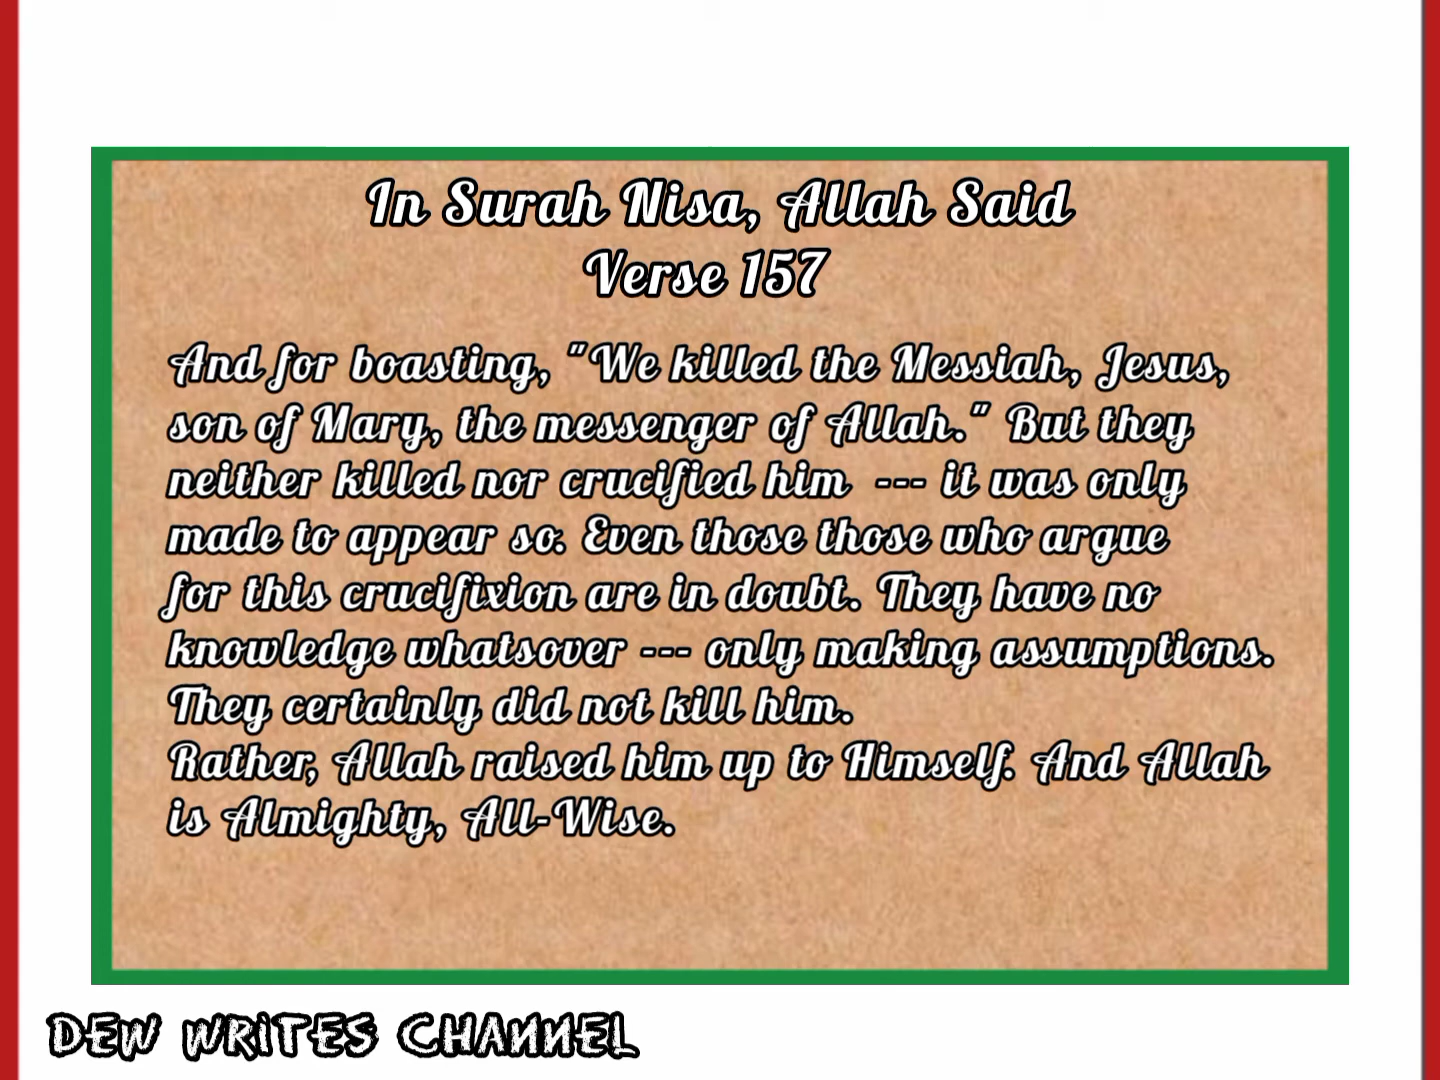 In Surah Nisa, Allah Said
Verse 157
And for boasting, "We killed the Messiah, Jesus,
son of Mary, the messenger of Allah." But they
neither killed nor crucified him --- it was only
made to appear so. Even those those who argue
for this crucifixion are in doubt. They have no
knowledge whatsover --- only making assumptions.
They certainly did not kill him.
Rather, Allah raised him up to Himself. And Allah
is Almighty, All-Wise.
DEW WRITES CHANNEL